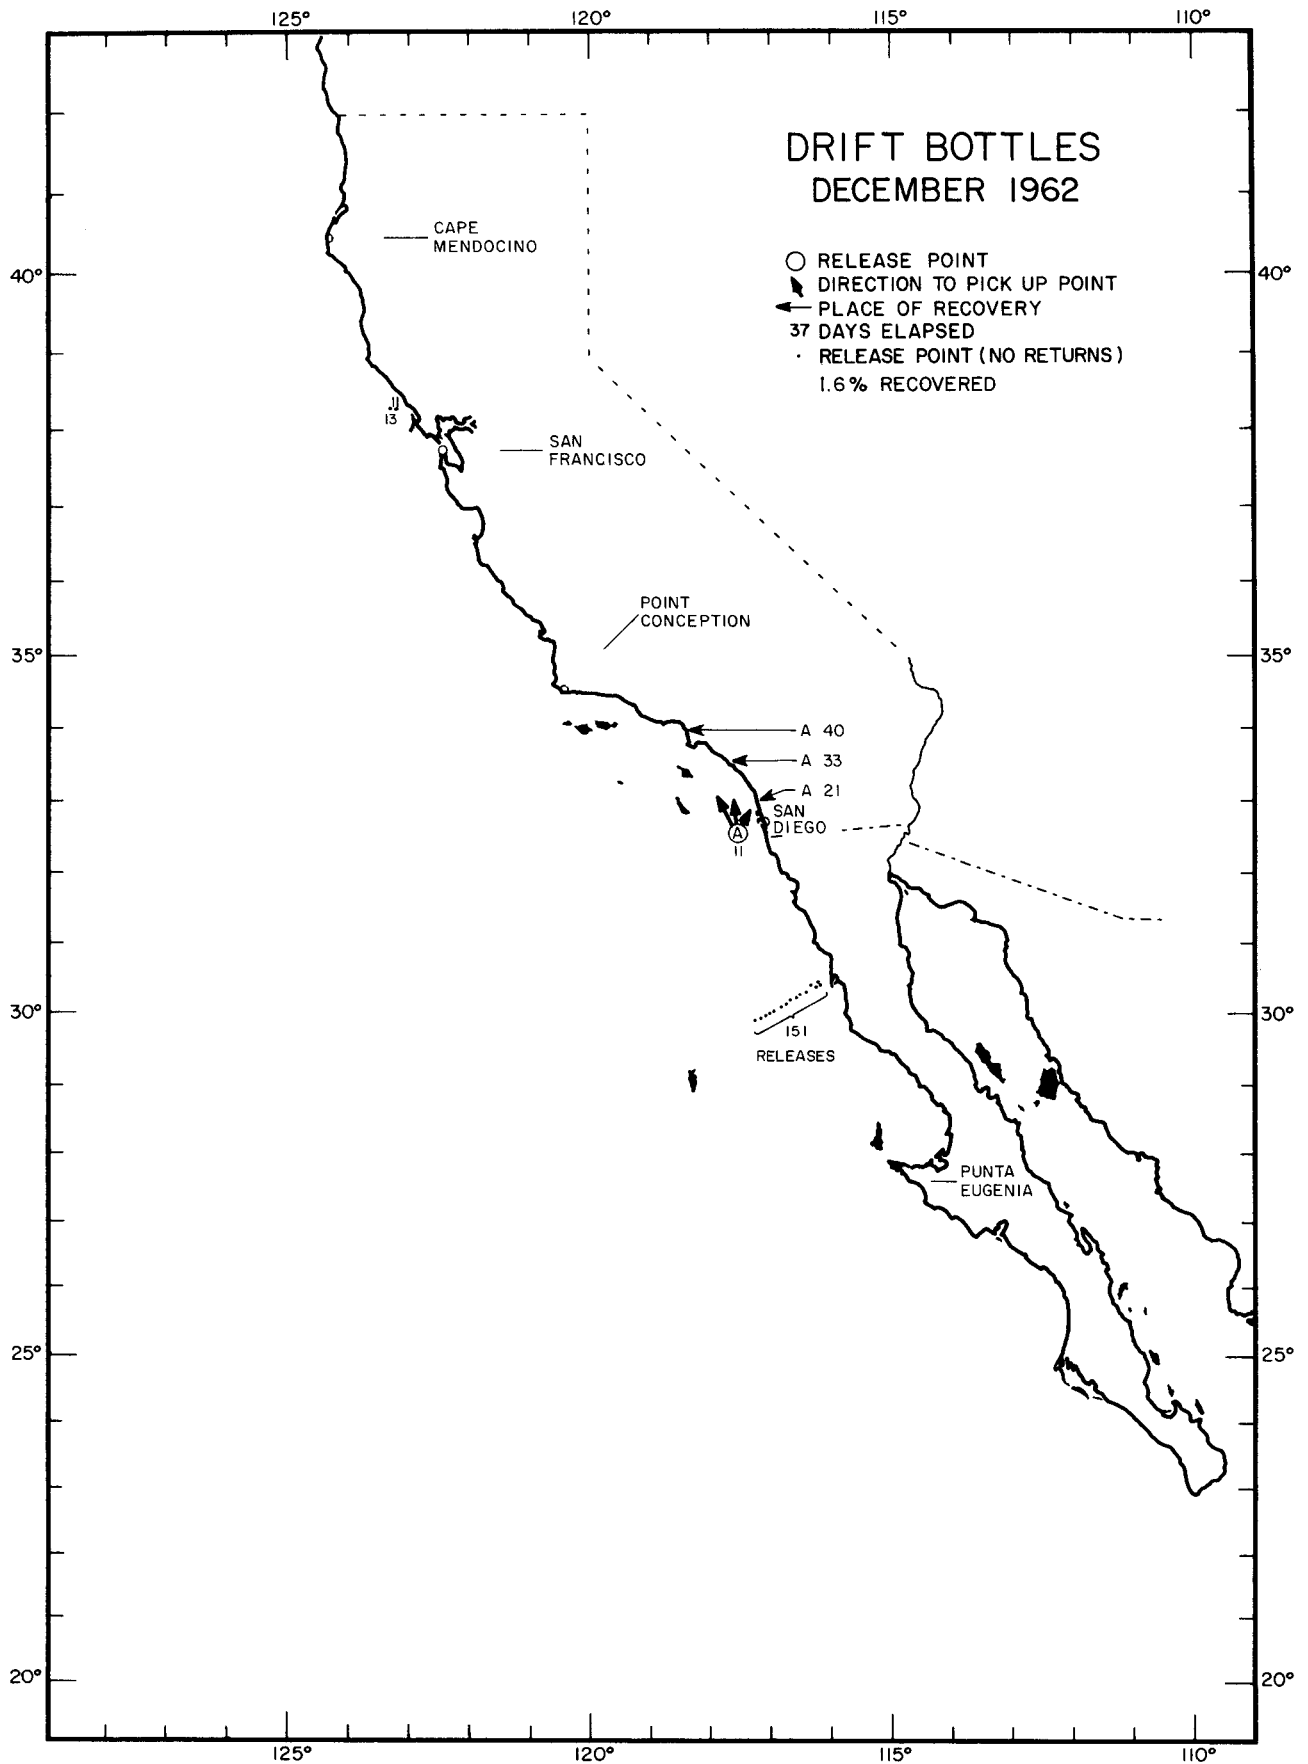 125° 120° 115° 110°
DRIFT BOTTLES
DECEMBER 1962
CAPE
MENDOCINO
RELEASE POINT
DIRECTION TO PICK UP POINT
PLACE OF RECOVERY
37 DAYS ELAPSED
RELEASE POINT (NO RETURNS)
1.6% RECOVERED
40° 40°
13
SAN
FRANCISCO
POINT
CONCEPTION
35° 35°
A 40
A 33
A 21
SAN
DIEGO
A
11
30° 30°
151
RELEASES
PUNTA
EUGENIA
25° 25°
20° 20°
125° 120° 115° 110°